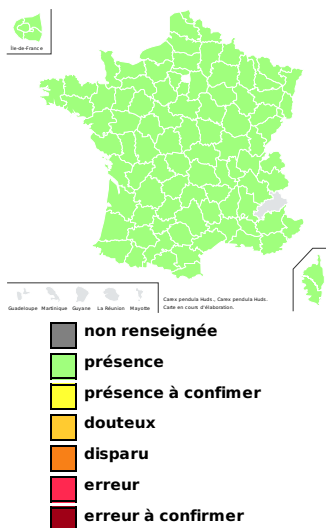 Île-de-France
Guadeloupe Martinique Guyane La Réunion Mayotte
Carex pendula Huds., Carex pendula Huds.
Carte en cours d'élaboration.
non renseignée
présence
présence à confimer
douteux
disparu
erreur
erreur à confirmer